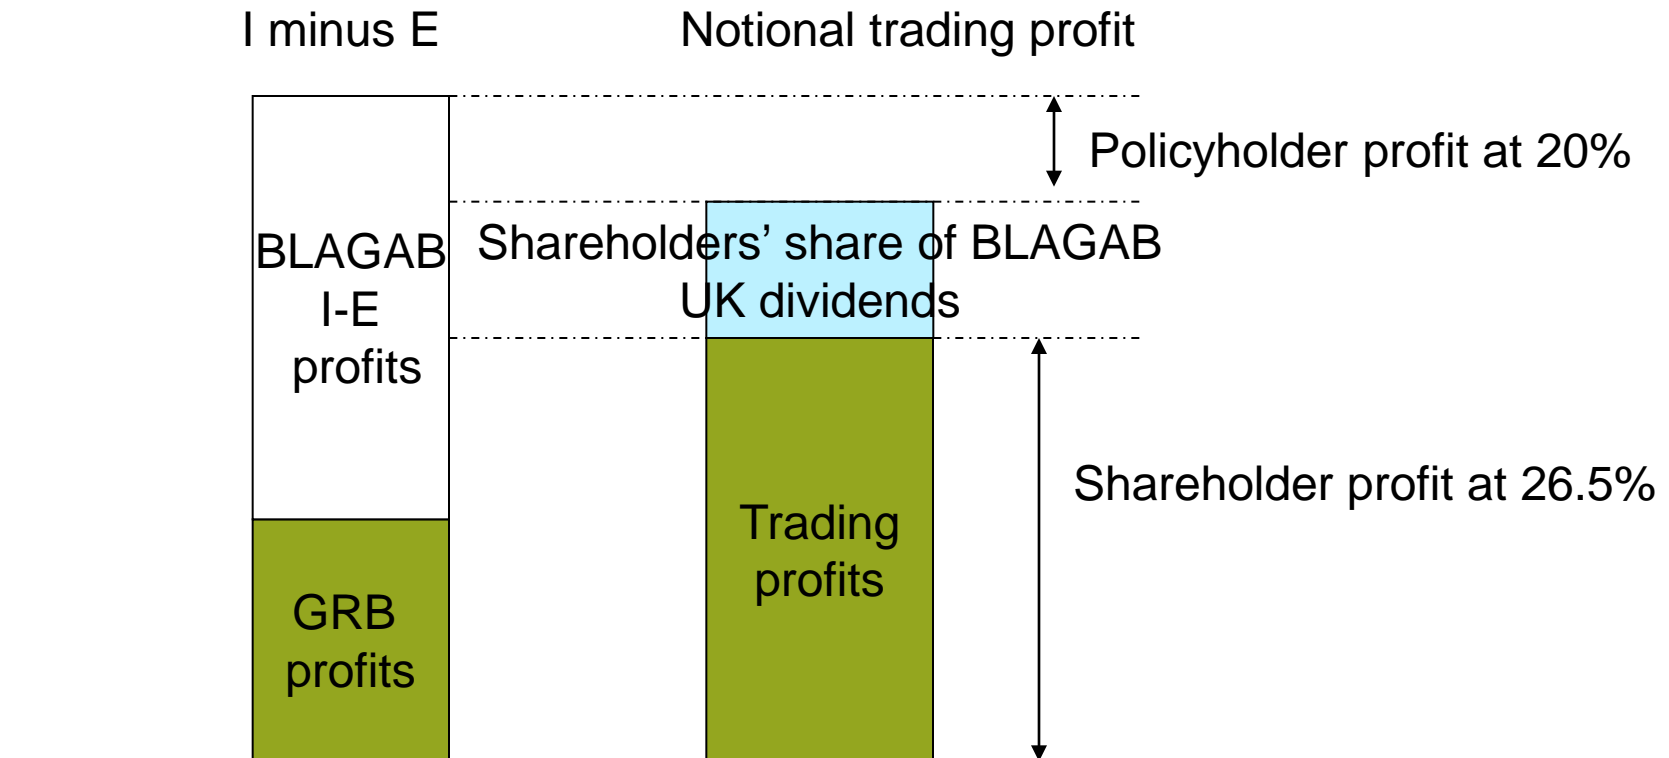 I minus E
Notional trading profit
Policyholder profit at 20%
BLAGAB
I-E
profits
Shareholders’ share of BLAGAB
UK dividends
Shareholder profit at 26.5%
Trading
profits
GRB
profits